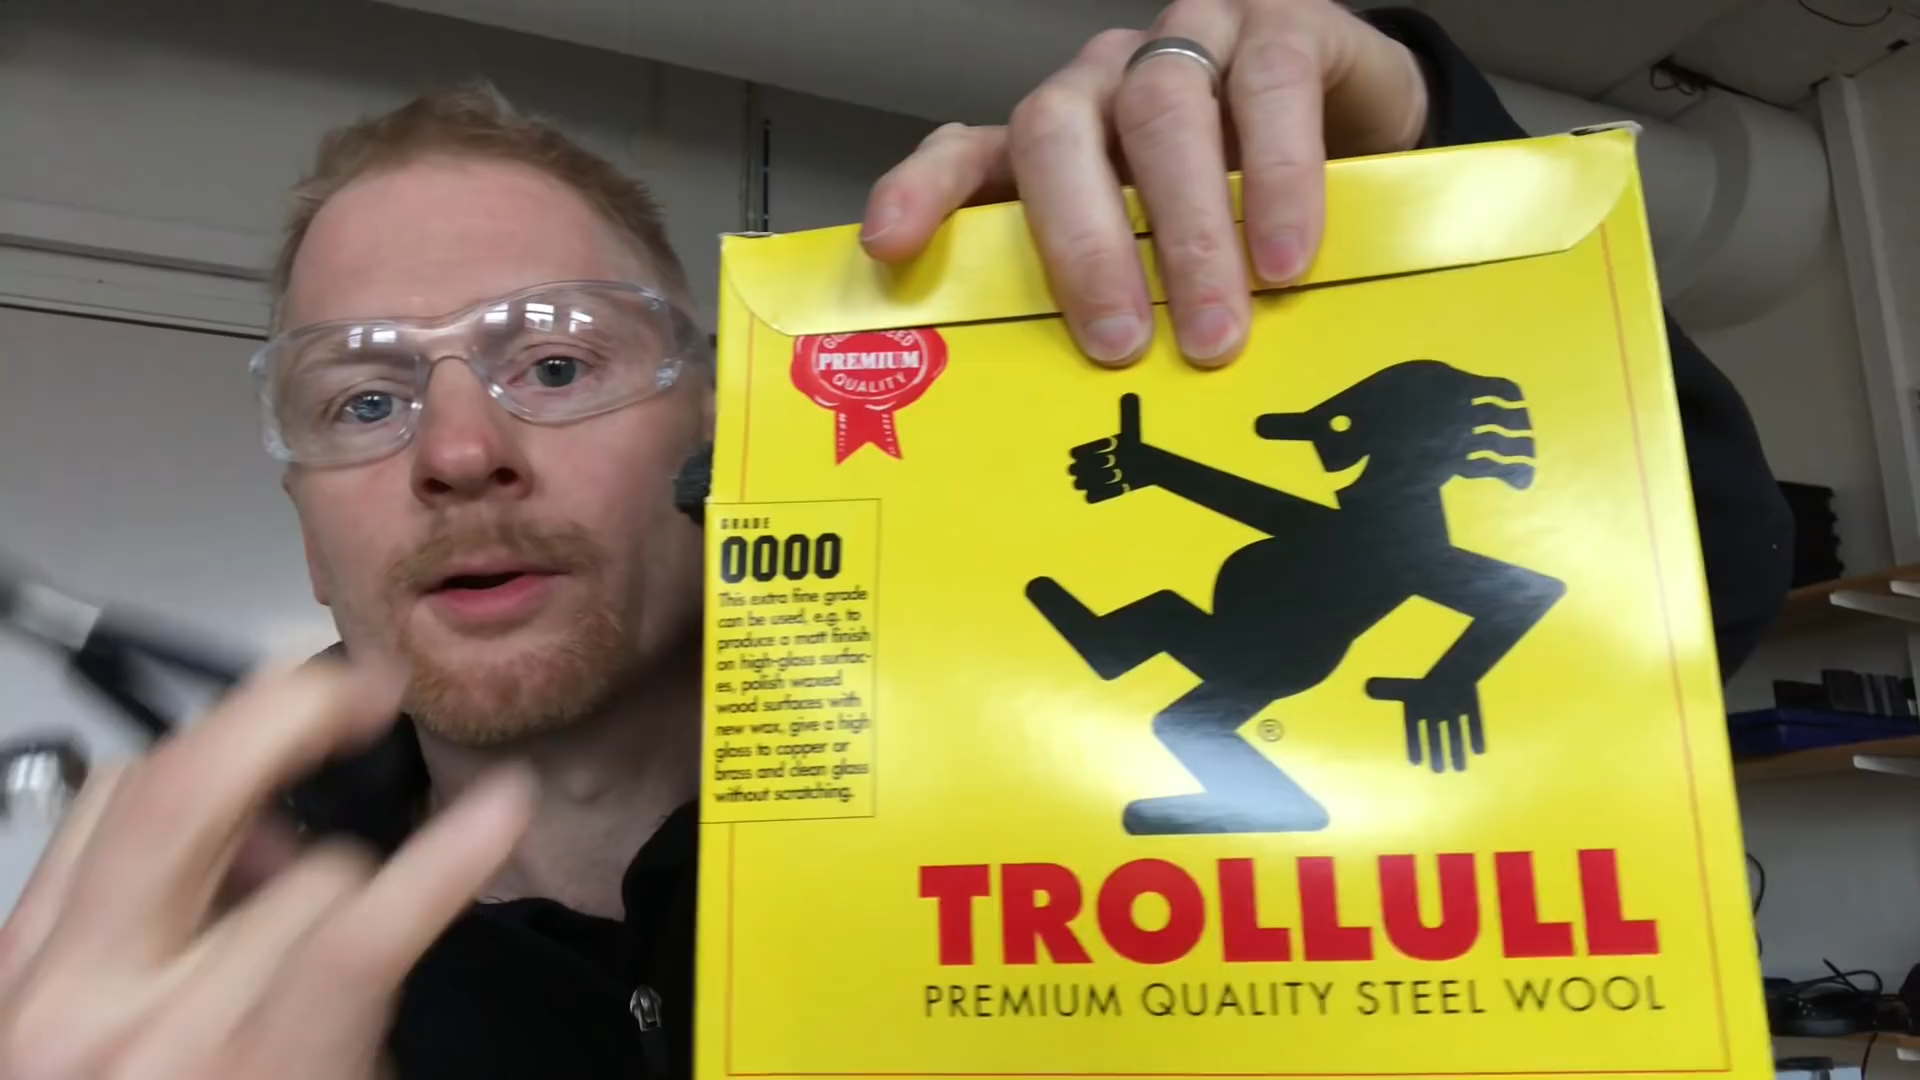 PREMIUM
QUALITY
GRADE
0000
This extra fine grade
can be used, e.g. to
produce a matt finish
on high-gloss surfac-
es, polish waxed
wood surfaces with
new wax, give a high
gloss to copper or
brass and clean glass
without scratching.
®
TROLLULL
PREMIUM QUALITY STEEL WOOL